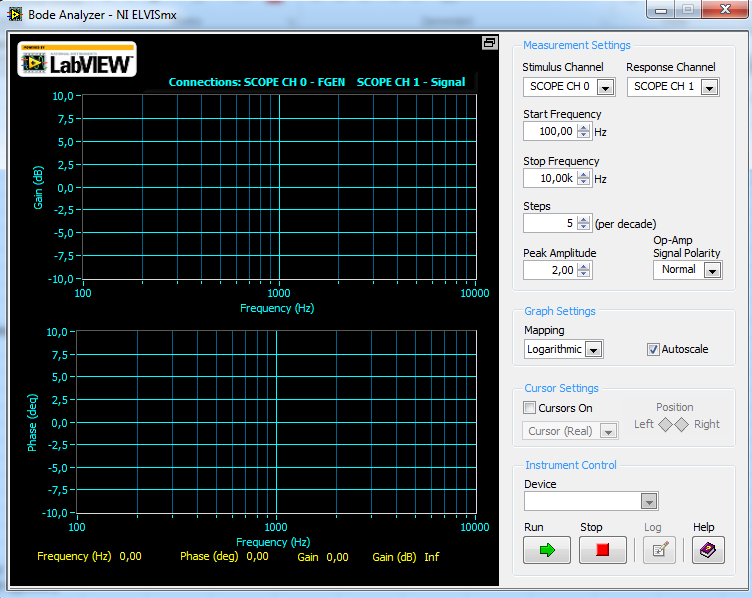 Bode Analyzer - NI ELVISmx
POWERED BY
NATIONAL INSTRUMENTS
LabVIEW
Connections: SCOPE CH 0 - FGEN SCOPE CH 1 - Signal
10,0
7,5
5,0
2,5
0,0
-2,5
-5,0
-7,5
-10,0
Gain (dB)
100 1000 10000
Frequency (Hz)
10,0
7,5
5,0
2,5
0,0
-2,5
-5,0
-7,5
-10,0
Phase (deg)
100 1000 10000
Frequency (Hz)
Frequency (Hz) 0,00 Phase (deg) 0,00 Gain 0,00 Gain (dB) Inf
Measurement Settings
Stimulus Channel Response Channel
SCOPE CH 0 SCOPE CH 1
Start Frequency
100,00 Hz
Stop Frequency
10,00k Hz
Steps
5 (per decade)
Op-Amp
Peak Amplitude Signal Polarity
2,00 Normal
Graph Settings
Mapping
Logarithmic Autoscale
Cursor Settings
Cursors On Position
Cursor (Real) Left Right
Instrument Control
Device
Run Stop Log Help